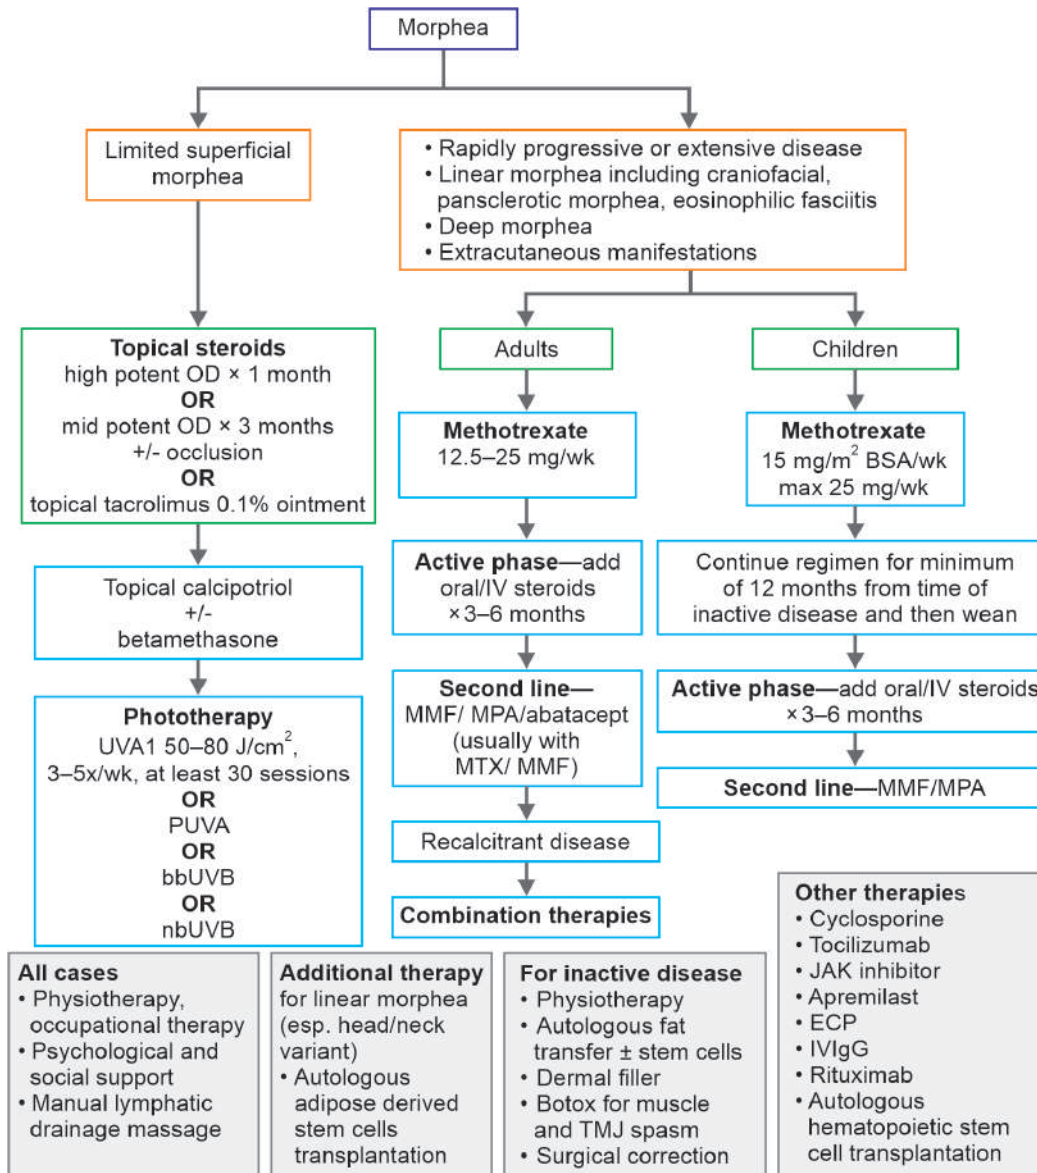 Morphea
Limited superficial
morphea
• Rapidly progressive or extensive disease
• Linear morphea including craniofacial,
pansclerotic morphea, eosinophilic fasciitis
• Deep morphea
• Extracutaneous manifestations
Topical steroids
high potent OD × 1 month
OR
mid potent OD × 3 months
+/- occlusion
OR
topical tacrolimus 0.1% ointment
Topical calcipotriol
+/-
betamethasone
Phototherapy
UVA1 50–80 J/cm²,
3–5x/wk, at least 30 sessions
OR
PUVA
OR
bbUVB
OR
nbUVB
Adults
Methotrexate
12.5–25 mg/wk
Active phase—add
oral/IV steroids
×3–6 months
Second line—
MMF/ MPA/abatacept
(usually with
MTX/ MMF)
Recalcitrant disease
Combination therapies
Children
Methotrexate
15 mg/m² BSA/wk
max 25 mg/wk
Continue regimen for minimum
of 12 months from time of
inactive disease and then wean
Active phase—add oral/IV steroids
×3–6 months
Second line—MMF/MPA
All cases
• Physiotherapy,
occupational therapy
• Psychological and
social support
• Manual lymphatic
drainage massage
Additional therapy
for linear morphea
(esp. head/neck
variant)
• Autologous
adipose derived
stem cells
transplantation
For inactive disease
• Physiotherapy
• Autologous fat
transfer ± stem cells
• Dermal filler
• Botox for muscle
and TMJ spasm
• Surgical correction
Other therapies
• Cyclosporine
• Tocilizumab
• JAK inhibitor
• Apremilast
• ECP
• IVIgG
• Rituximab
• Autologous
hematopoietic stem
cell transplantation